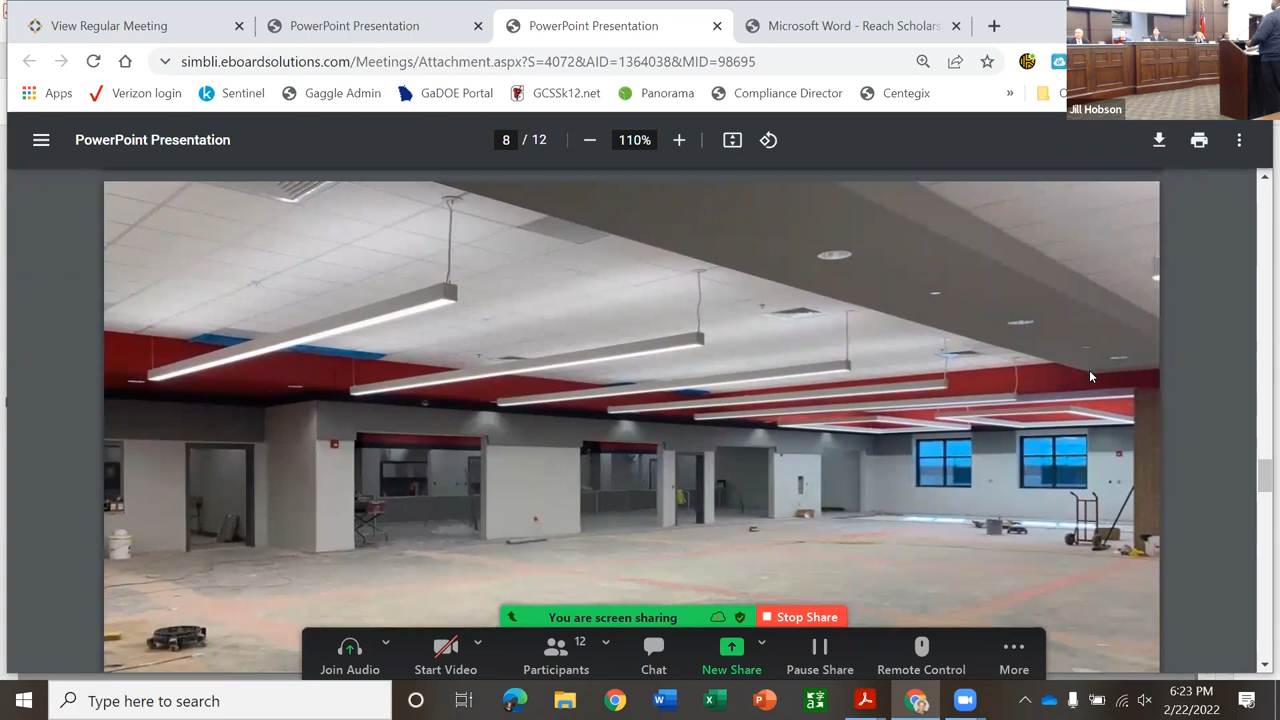 View Regular Meeting
PowerPoint Presentation
PowerPoint Presentation
Microsoft Word - Reach Scholars
simbli.eboardsolutions.com/Meetings/Attachment.aspx?S=4072&AID=1364038&MID=98695
Apps
Verizon login
Sentinel
Gaggle Admin
GaDOE Portal
GCSSk12.net
Panorama
Compliance Director
Centegix
»
Jill Hobson
PowerPoint Presentation
8 / 12
110%
You are screen sharing
Stop Share
Join Audio
Start Video
12
Participants
Chat
New Share
Pause Share
Remote Control
More
Type here to search
6:23 PM
2/22/2022